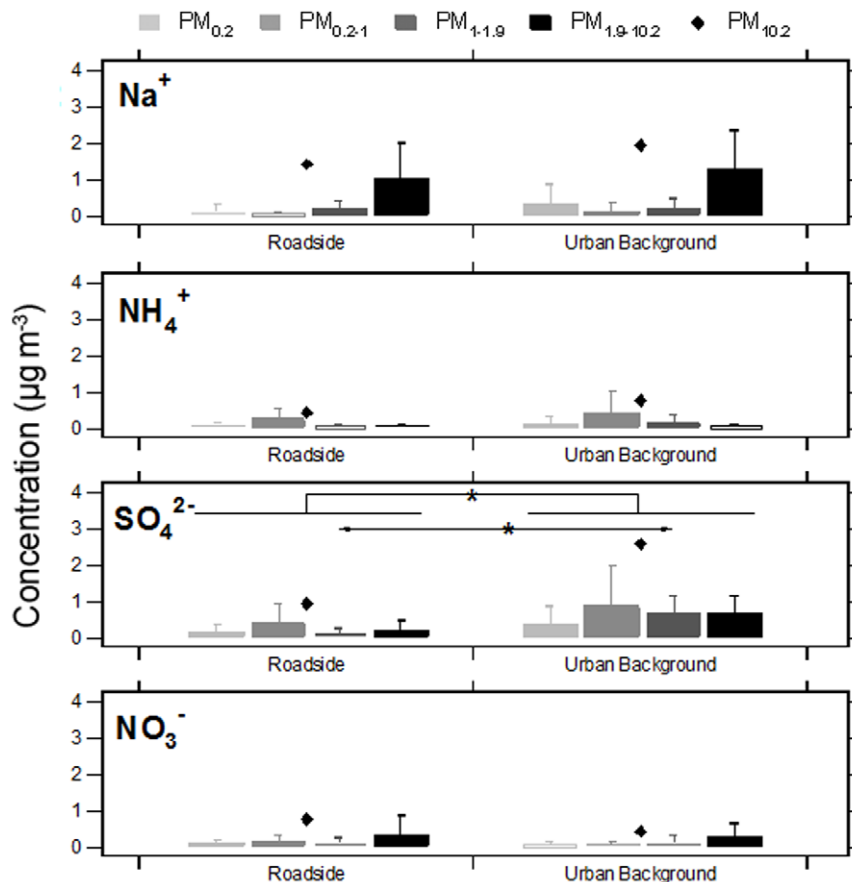 PM0.2 PM0.2-1 PM1-1.9 PM1.9-10.2 PM10.2
Concentration (µg m-3)
4
Na+
3
2
1
0
Roadside Urban Background
4
NH4+
3
2
1
0
Roadside Urban Background
4
SO42-
*
3
*
2
1
0
Roadside Urban Background
4
NO3-
3
2
1
0
Roadside Urban Background